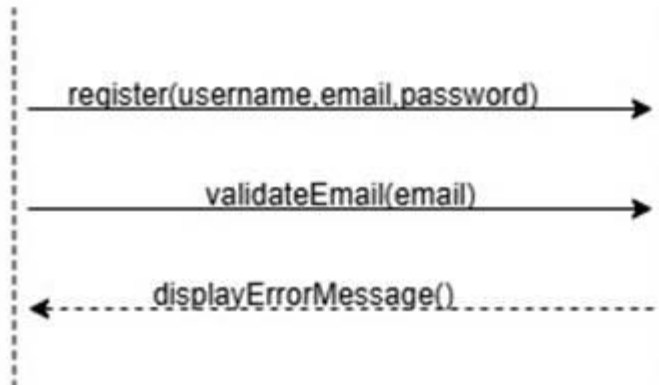 register(username,email,password)
validateEmail(email)
displayErrorMessage()